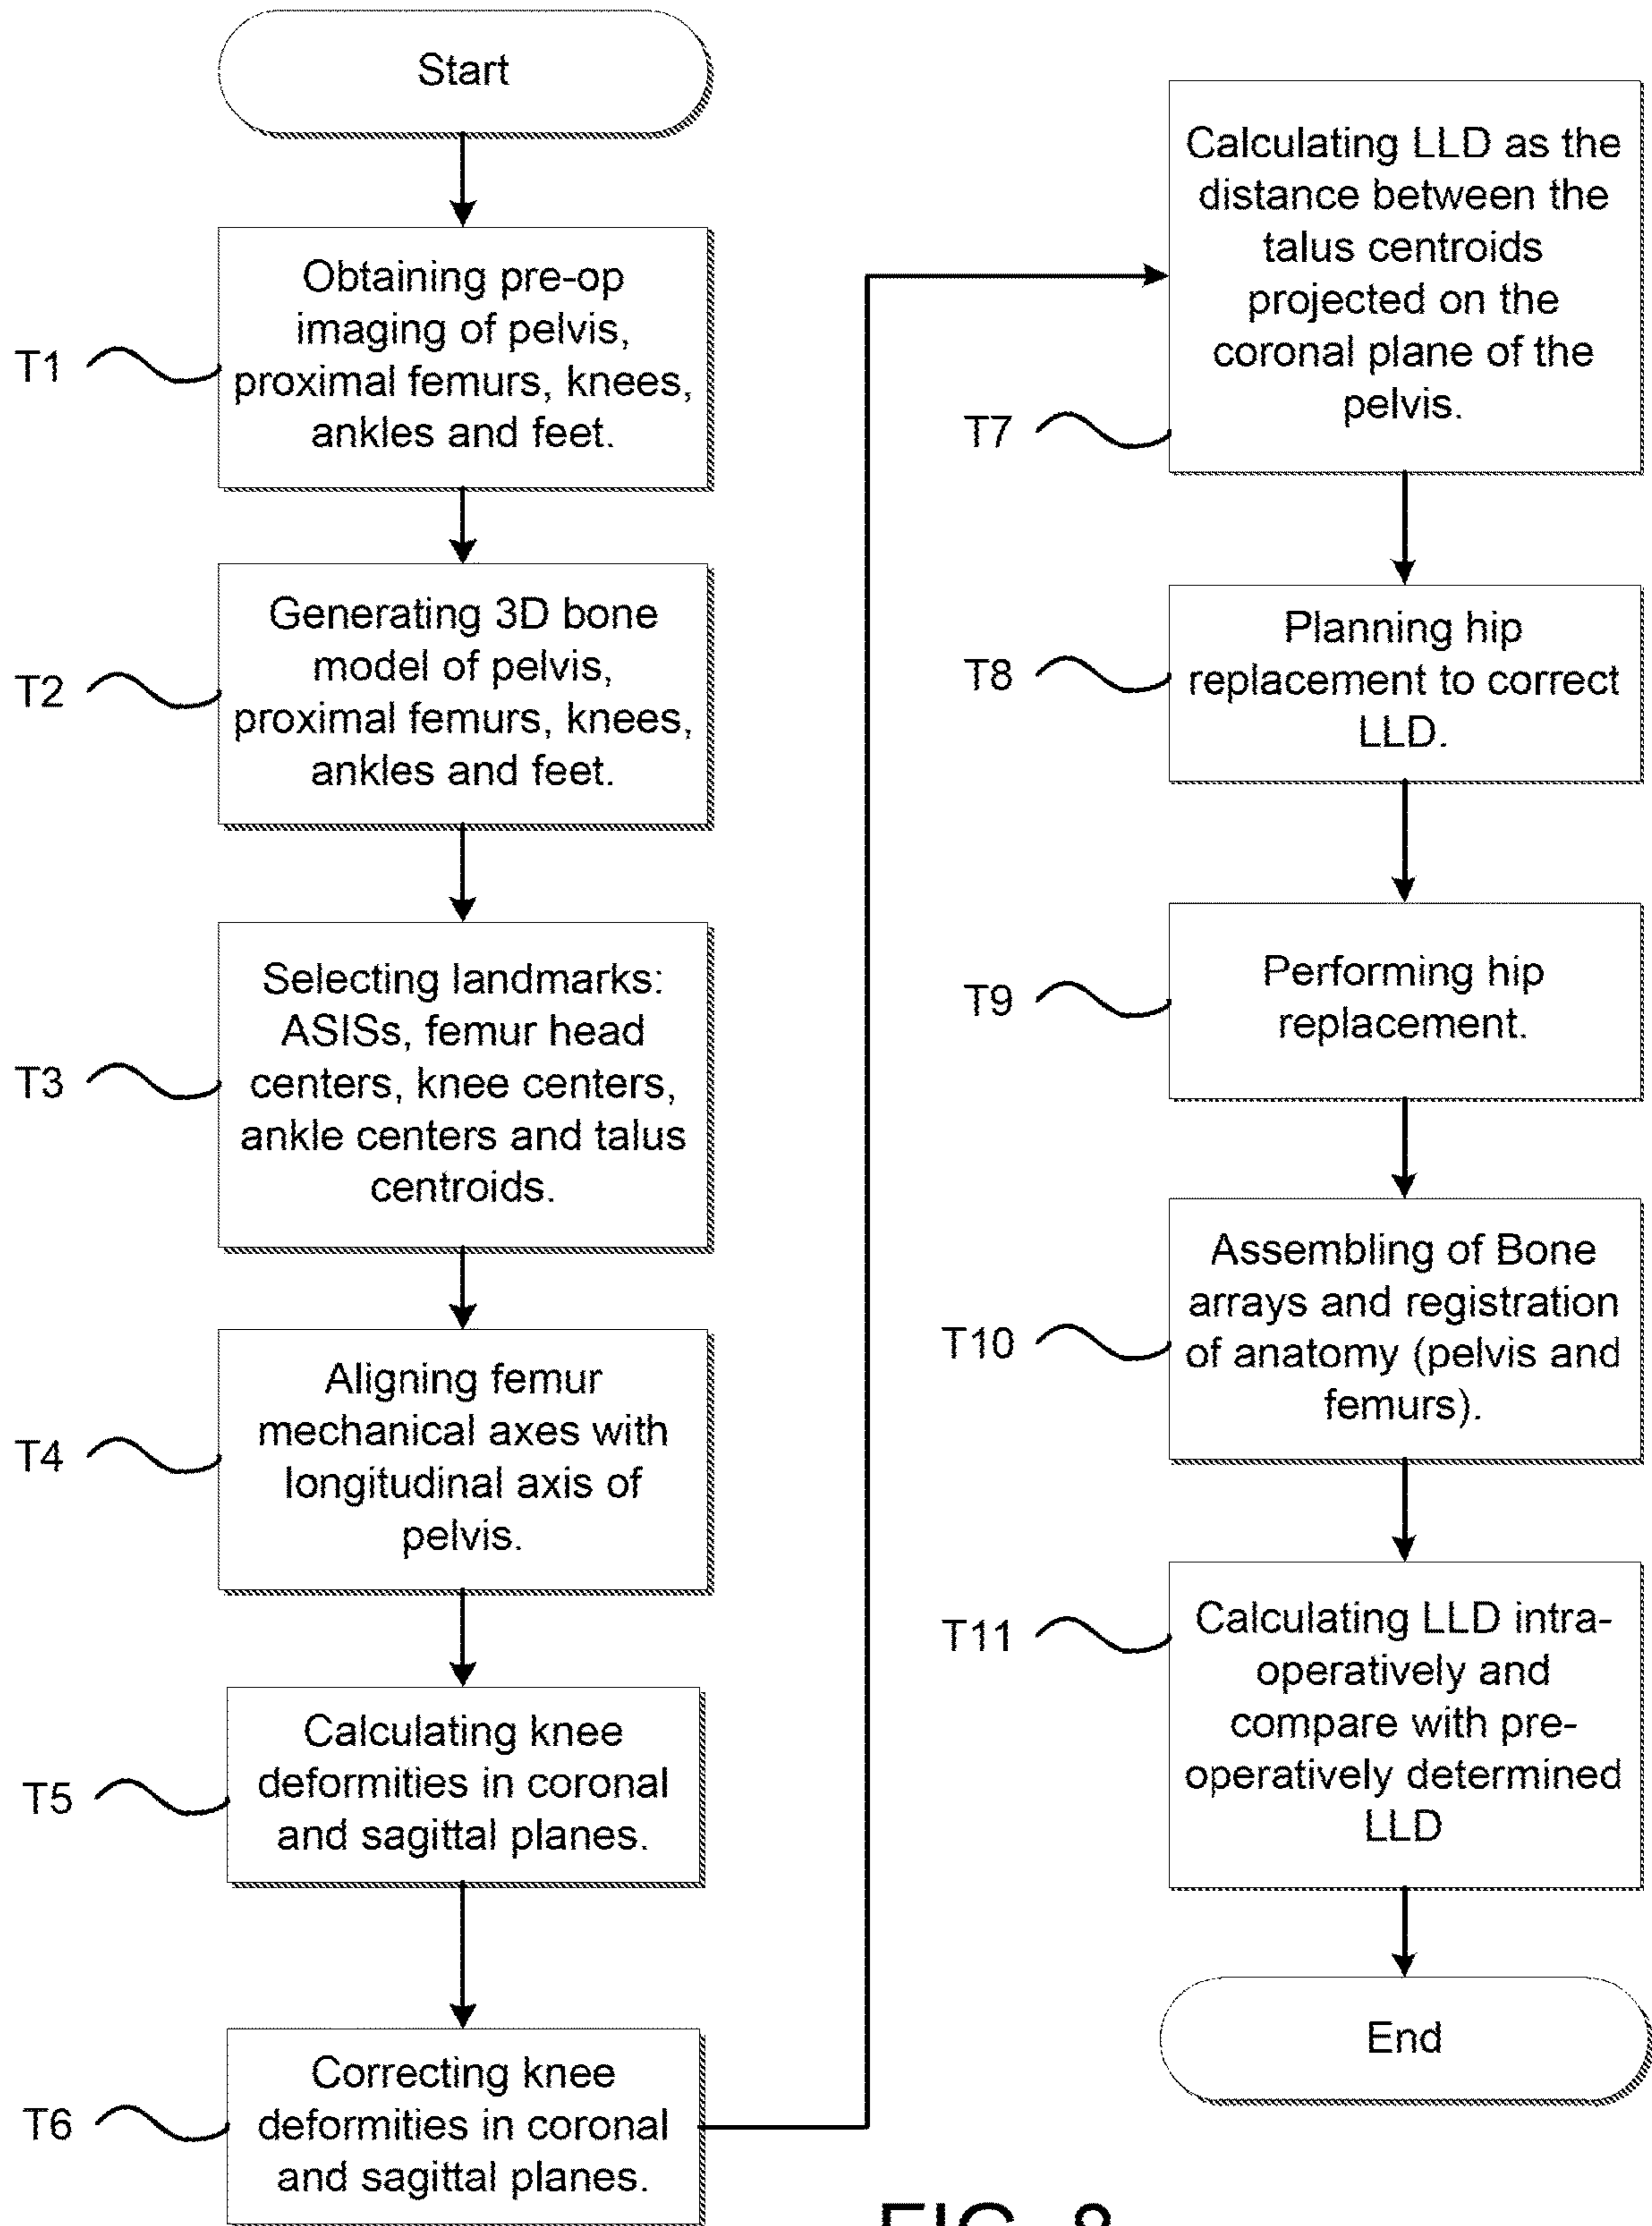 Start
T1
Obtaining pre-op
imaging of pelvis,
proximal femurs, knees,
ankles and feet.
T2
Generating 3D bone
model of pelvis,
proximal femurs, knees,
ankles and feet.
T3
Selecting landmarks:
ASISs, femur head
centers, knee centers,
ankle centers and talus
centroids.
T4
Aligning femur
mechanical axes with
longitudinal axis of
pelvis.
T5
Calculating knee
deformities in coronal
and sagittal planes.
T6
Correcting knee
deformities in coronal
and sagittal planes.
T7
Calculating LLD as the
distance between the
talus centroids
projected on the
coronal plane of the
pelvis.
T8
Planning hip
replacement to correct
LLD.
T9
Performing hip
replacement.
T10
Assembling of Bone
arrays and registration
of anatomy (pelvis and
femurs).
T11
Calculating LLD intra-
operatively and
compare with pre-
operatively determined
LLD
End
FIG. 8